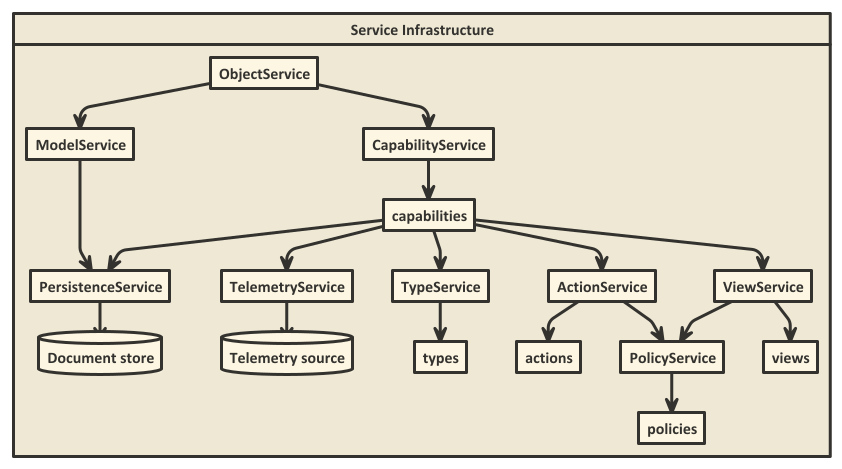 Service Infrastructure
ObjectService
ModelService
CapabilityService
capabilities
PersistenceService
TelemetryService
TypeService
ActionService
ViewService
Document store
Telemetry source
types
actions
PolicyService
views
policies